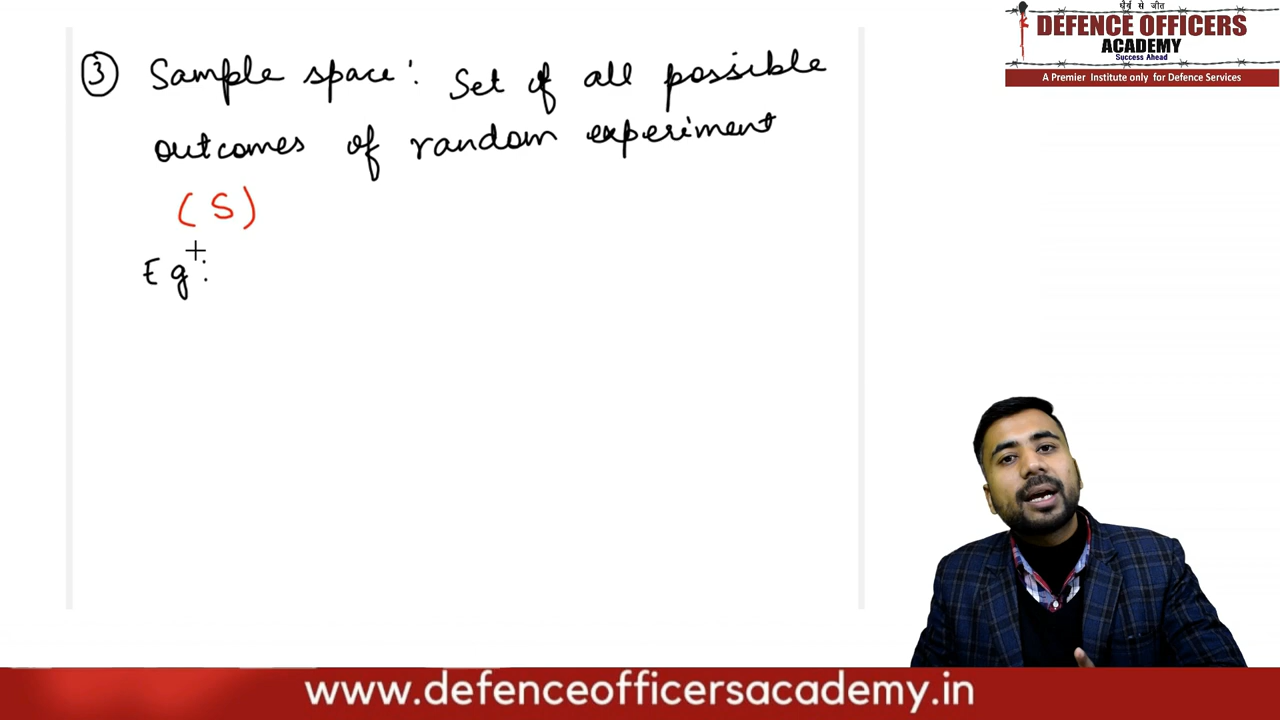 शौर्य से जीत
DEFENCE OFFICERS
ACADEMY
Success Ahead
A Premier Institute only for Defence Services
③ Sample space : Set of all possible
outcomes of random experiment
(S)
Eg :
www.defenceofficersacademy.in